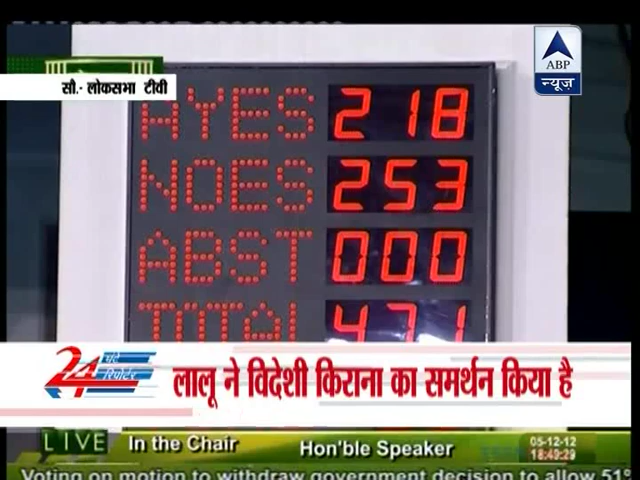 ABP
न्यूज़
सौ.- लोकसभा टीवी
AYES 218
NOES 253
ABST 000
TOTAL 471
24 घंटे
रिपोर्टर
लालू ने विदेशी किराना का समर्थन किया है
LIVE In the Chair Hon'ble Speaker 05-12-12
18:49:29
Voting on motion to withdraw government decision to allow 51%